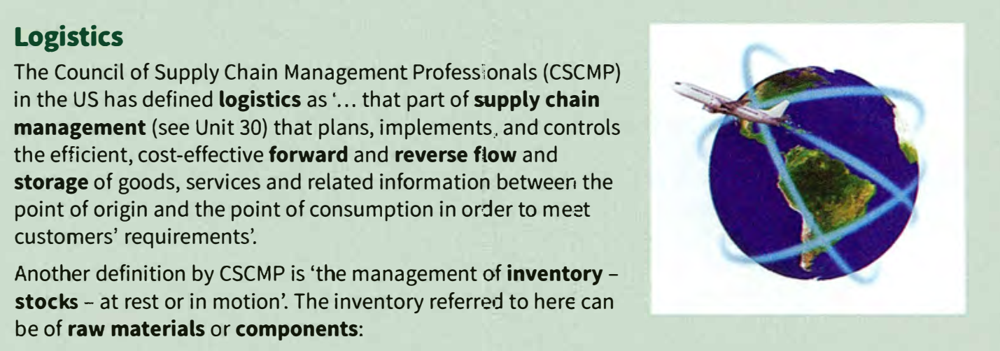 Logistics
The Council of Supply Chain Management Professionals (CSCMP)
in the US has defined logistics as ‘… that part of supply chain
management (see Unit 30) that plans, implements, and controls
the efficient, cost-effective forward and reverse flow and
storage of goods, services and related information between the
point of origin and the point of consumption in order to meet
customers’ requirements’.
Another definition by CSCMP is ‘the management of inventory –
stocks – at rest or in motion’. The inventory referred to here can
be of raw materials or components: